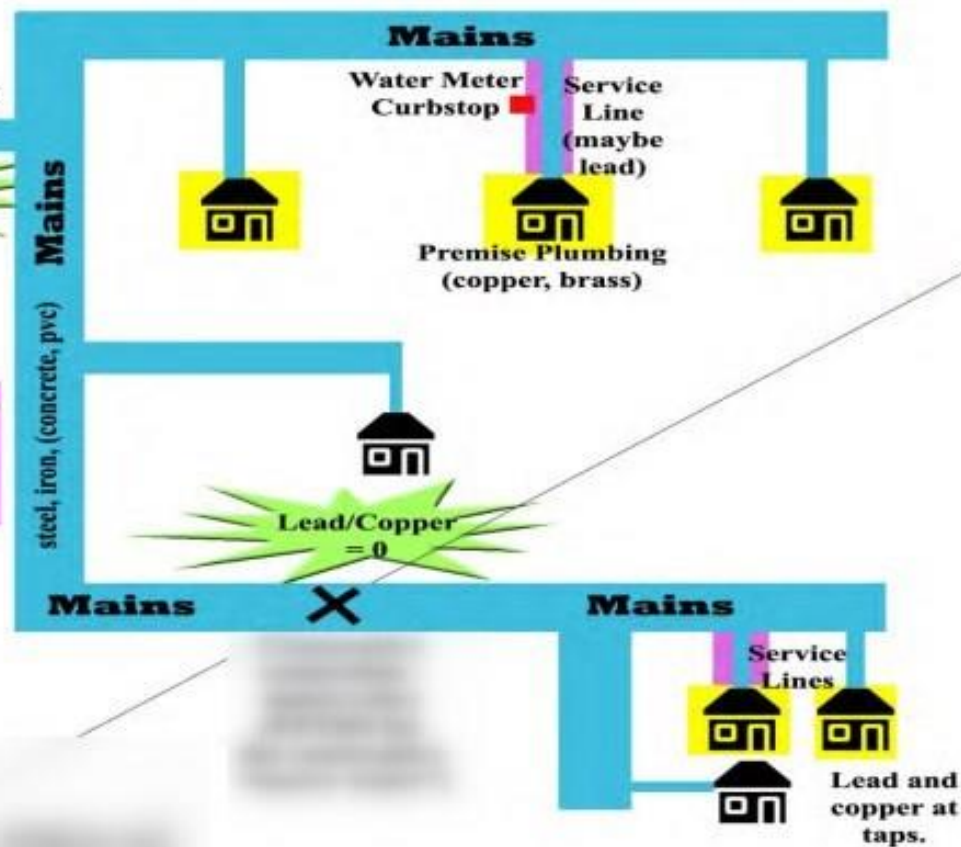 Mains
Water Meter
Curbstop
Service
Line
(maybe
lead)
Premise Plumbing
(copper, brass)
Mains
steel, iron, (concrete, pvc)
Lead/Copper
= 0
Mains
Mains
Service
Lines
Lead and
copper at
taps.